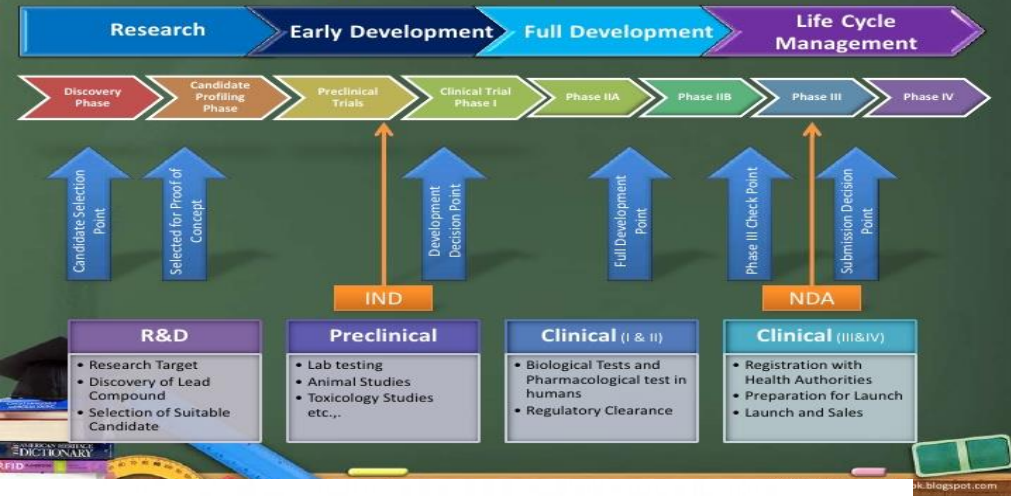 Research
Early Development
Full Development
Life Cycle
Management
Discovery
Phase
Candidate
Profiling
Phase
Preclinical
Trials
Clinical Trial
Phase I
Phase IIA
Phase IIB
Phase III
Phase IV
Candidate Selection
Point
Selected for Proof of
Concept
Development
Decision Point
Full Development
Point
Phase III Check Point
Submission Decision
Point
IND
NDA
R&D
• Research Target
• Discovery of Lead
Compound
• Selection of Suitable
Candidate
Preclinical
• Lab testing
• Animal Studies
• Toxicology Studies
etc.,.
Clinical (I & II)
• Biological Tests and
Pharmacological test in
humans
• Regulatory Clearance
Clinical (III&IV)
• Registration with
Health Authorities
• Preparation for Launch
• Launch and Sales
AMERICAN HERITAGE
DICTIONARY
RFID
ok.blogspot.com